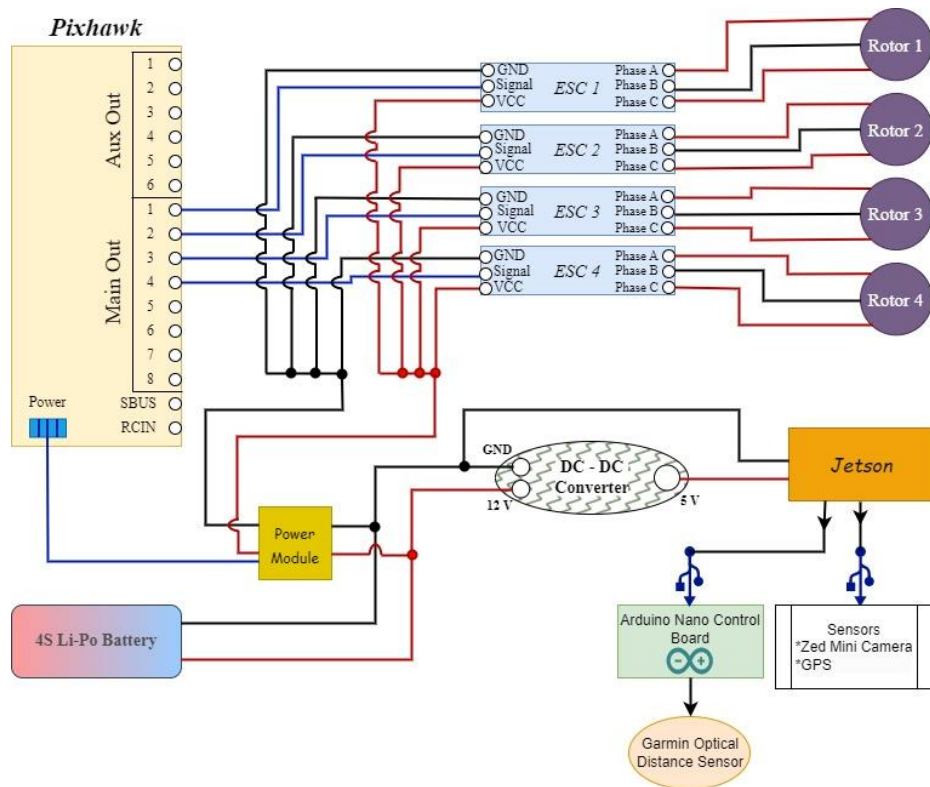 Pixhawk
Aux Out
1
2
3
4
5
6
Main Out
1
2
3
4
5
6
7
8
SBUS
RCIN
Power
GND
Signal
VCC
ESC 1
Phase A
Phase B
Phase C
Rotor 1
GND
Signal
VCC
ESC 2
Phase A
Phase B
Phase C
Rotor 2
GND
Signal
VCC
ESC 3
Phase A
Phase B
Phase C
Rotor 3
GND
Signal
VCC
ESC 4
Phase A
Phase B
Phase C
Rotor 4
GND
12 V
DC - DC
Converter
5 V
Jetson
Power
Module
4S Li-Po Battery
Arduino Nano Control
Board
Sensors
*Zed Mini Camera
*GPS
Garmin Optical
Distance Sensor